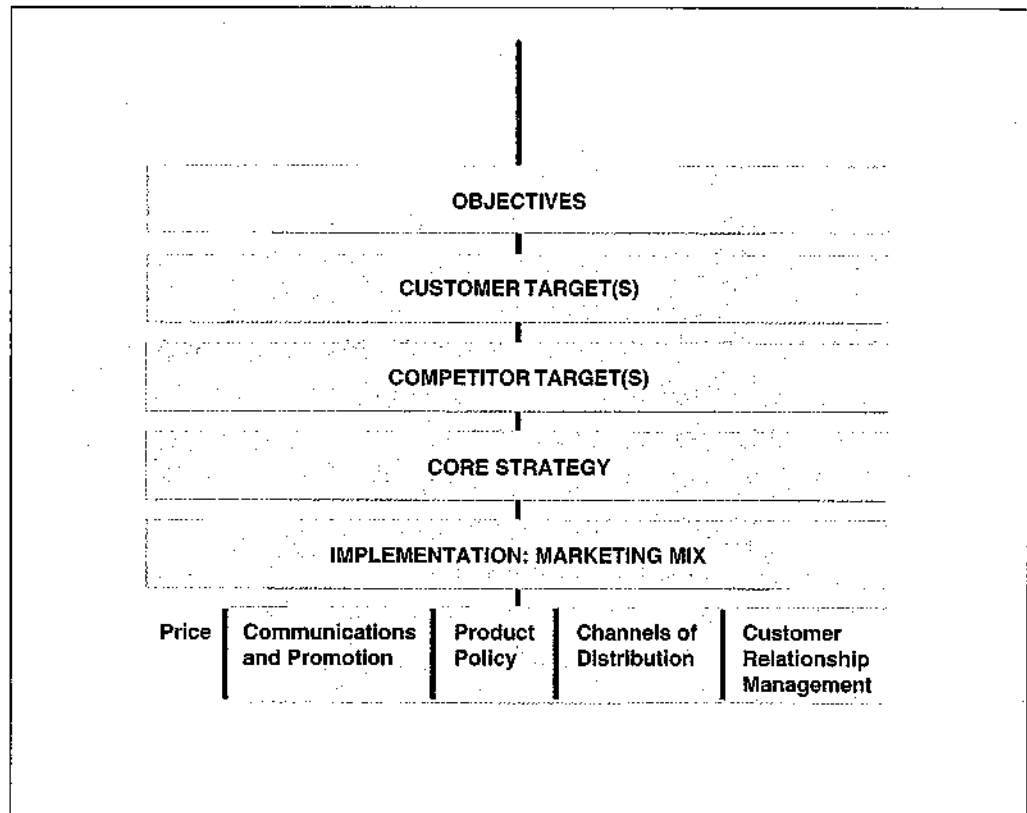 OBJECTIVES
CUSTOMER TARGET(S)
COMPETITOR TARGET(S)
CORE STRATEGY
IMPLEMENTATION: MARKETING MIX
Price
Communications
and Promotion
Product
Policy
Channels of
Distribution
Customer
Relationship
Management